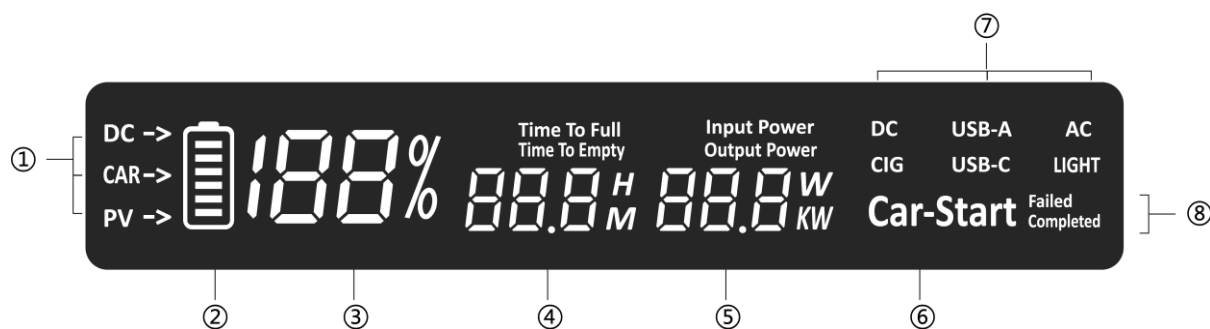 ⑦
DC -> Time To Full Input Power DC USB-A AC
① CAR-> 188% Time To Empty Output Power CIG USB-C LIGHT
PV -> 88.8 H M 88.8 W KW Car-Start Failed Completed ⑧
② ③ ④ ⑤ ⑥